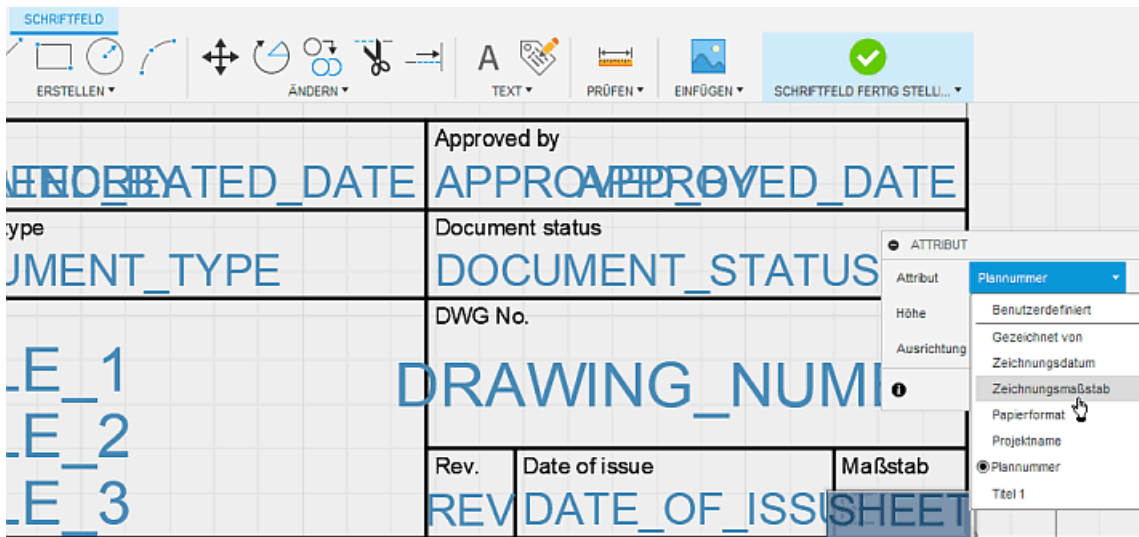 SCHRIFTFELD
A
ERSTELLEN ÄNDERN TEXT PRÜFEN EINFÜGEN SCHRIFTFELD FERTIG STELL...
Approved by
ATED_DATE
APPROVED_BY
APPROVED_DATE
ype
UMENT_TYPE
Document status
DOCUMENT_STATUS
DWG No.
LE_1
LE_2
LE_3
DRAWING_NUM
Rev.
Date of issue
Maßstab
REV
DATE_OF_ISSU
SHEET
ATTRIBUT
Attribut
Plannummer
Höhe
Ausrichtung
Benutzerdefiniert
Gezeichnet von
Zeichnungsdatum
Zeichnungsmaßstab
Papierformat
Projektname
Plannummer
Titel 1